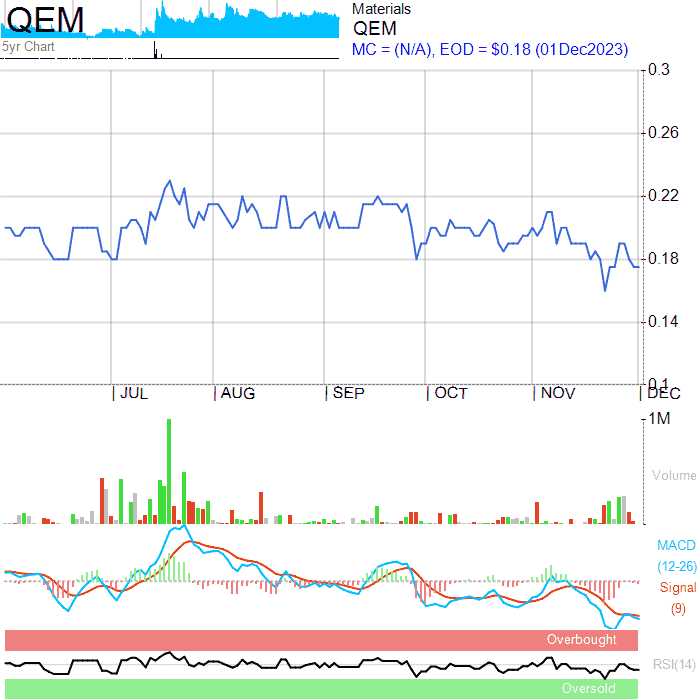 QEM
5yr Chart
Materials
QEM
MC = (N/A), EOD = $0.18 (01Dec2023)
0.3
0.26
0.22
0.18
0.14
0.1
JUL AUG SEP OCT NOV DEC
1M
Volume
MACD
(12-26)
Signal
(9)
Overbought
RSI(14)
Oversold